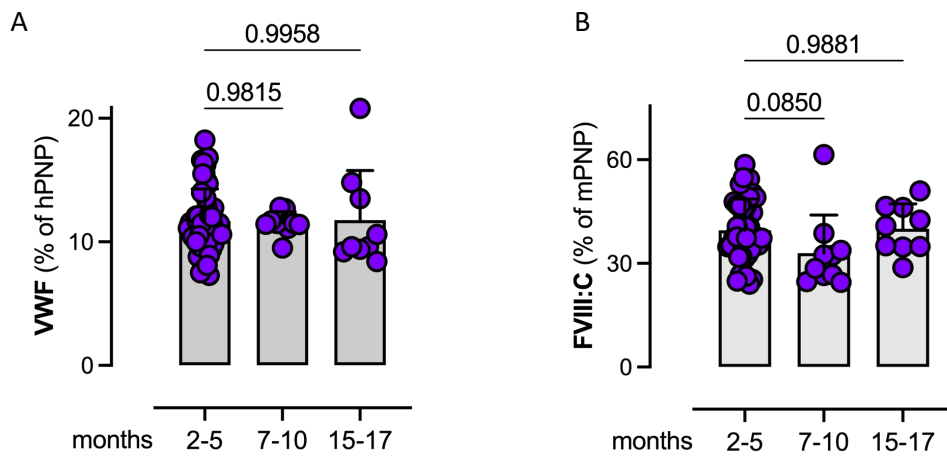 A
0.9958
0.9815
VWF (% of hPNP)
20
10
0
months 2-5 7-10 15-17
B
0.9881
0.0850
FVIII:C (% of mPNP)
60
30
0
months 2-5 7-10 15-17